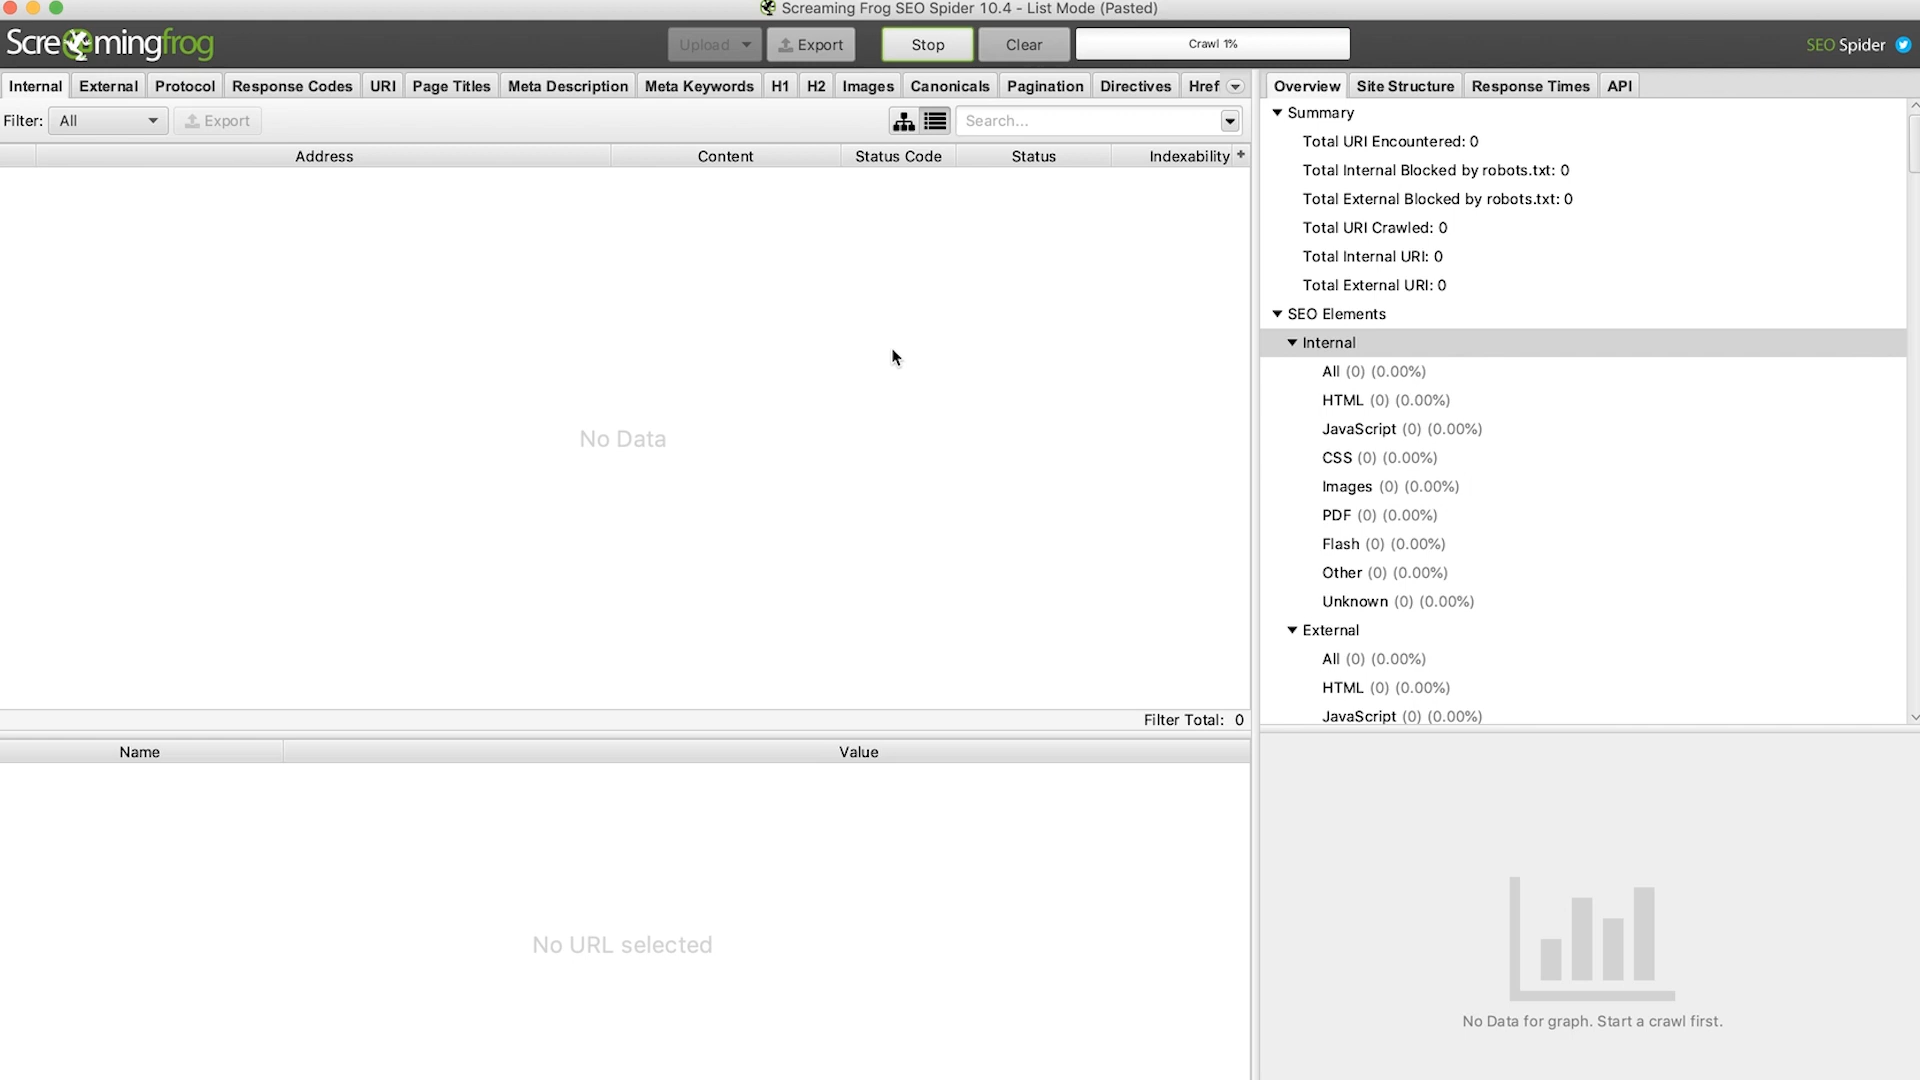 Screaming Frog SEO Spider 10.4 - List Mode (Pasted)
Screamingfrog
Upload
Export
Stop
Clear
Crawl 1%
SEO Spider
Internal
External
Protocol
Response Codes
URI
Page Titles
Meta Description
Meta Keywords
H1
H2
Images
Canonicals
Pagination
Directives
Href
Overview
Site Structure
Response Times
API
Filter:
All
Export
Search...
Address
Content
Status Code
Status
Indexability
+
No Data
Filter Total: 0
Name
Value
No URL selected
Summary
Total URI Encountered: 0
Total Internal Blocked by robots.txt: 0
Total External Blocked by robots.txt: 0
Total URI Crawled: 0
Total Internal URI: 0
Total External URI: 0
SEO Elements
Internal
All (0) (0.00%)
HTML (0) (0.00%)
JavaScript (0) (0.00%)
CSS (0) (0.00%)
Images (0) (0.00%)
PDF (0) (0.00%)
Flash (0) (0.00%)
Other (0) (0.00%)
Unknown (0) (0.00%)
External
All (0) (0.00%)
HTML (0) (0.00%)
JavaScript (0) (0.00%)
No Data for graph. Start a crawl first.